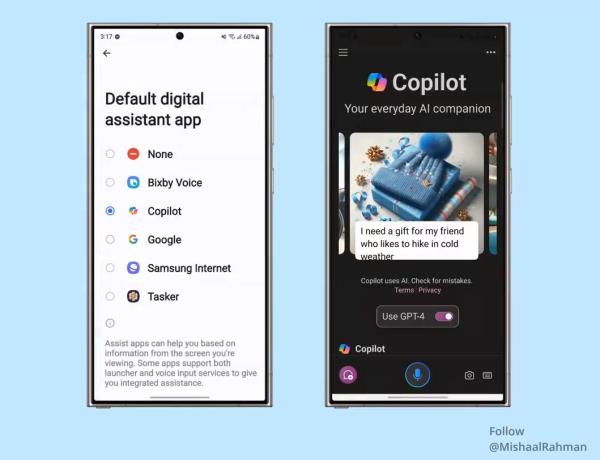 3:17
60%
Default digital
assistant app
None
Bixby Voice
Copilot
Google
Samsung Internet
Tasker
Assist apps can help you based on
information from the screen you're
viewing. Some apps support both
launcher and voice input services to give
you integrated assistance.
Copilot
Your everyday AI companion
I need a gift for my friend
who likes to hike in cold
weather
Copilot uses AI. Check for mistakes.
Terms Privacy
Use GPT-4
Copilot
Follow
@MishaalRahman